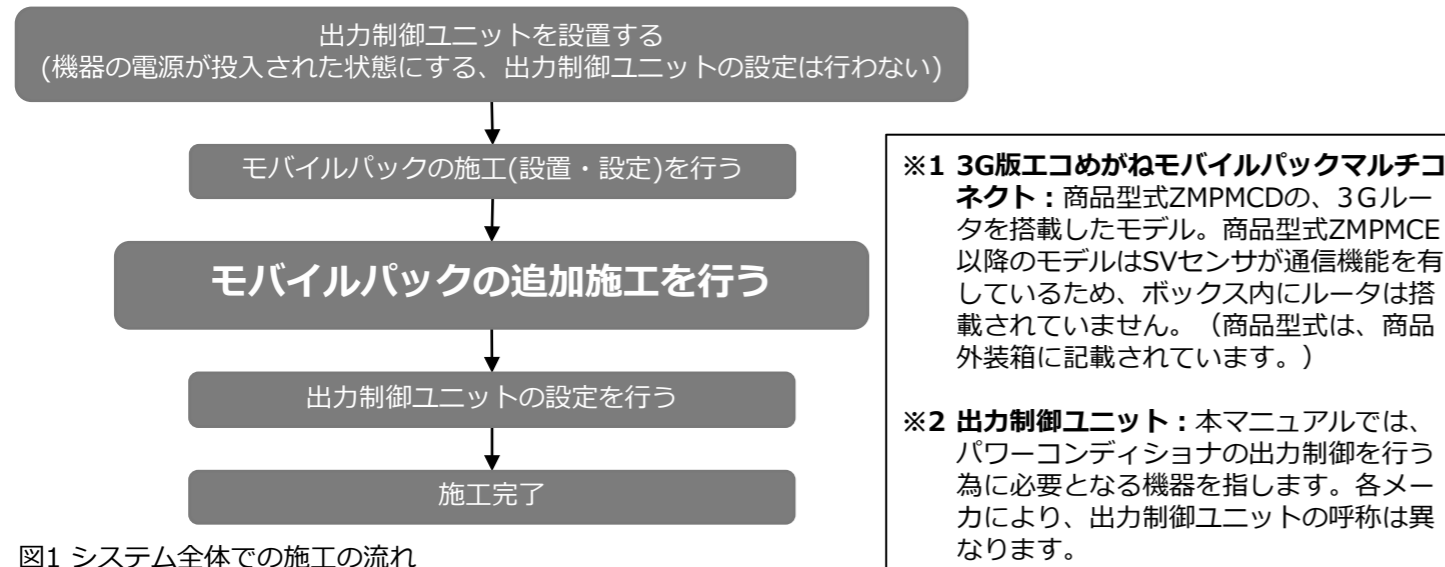 出力制御ユニットを設置する
(機器の電源が投入された状態にする、出力制御ユニットの設定は行わない)
モバイルパックの施工(設置・設定)を行う
モバイルパックの追加施工を行う
出力制御ユニットの設定を行う
施工完了
図1 システム全体での施工の流れ
※1 3G版エコめがねモバイルパックマルチコ
ネクト：商品型式ZMPMCDの、3Gルー
タを搭載したモデル。商品型式ZMPMCE
以降のモデルはSVセンサが通信機能を有
しているため、ボックス内にルータは搭
載されていません。（商品型式は、商品
外装箱に記載されています。）
※2 出力制御ユニット：本マニュアルでは、
パワーコンディショナの出力制御を行う
為に必要となる機器を指します。各メー
カにより、出力制御ユニットの呼称は異
なります。